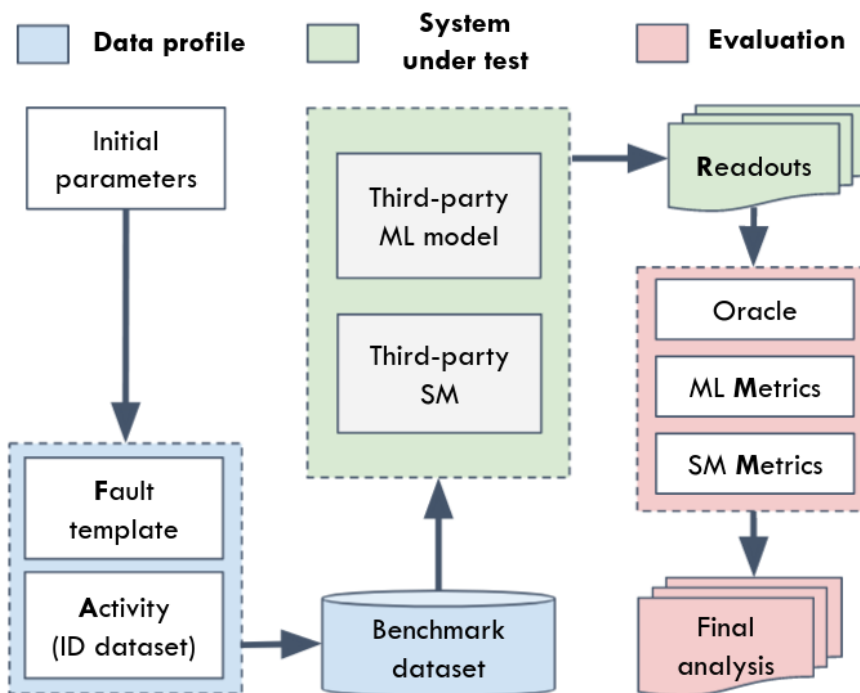 Data profile
System
under test
Evaluation
Initial
parameters
Third-party
ML model
Third-party
SM
Readouts
Oracle
ML Metrics
SM Metrics
Fault
template
Activity
(ID dataset)
Benchmark
dataset
Final
analysis